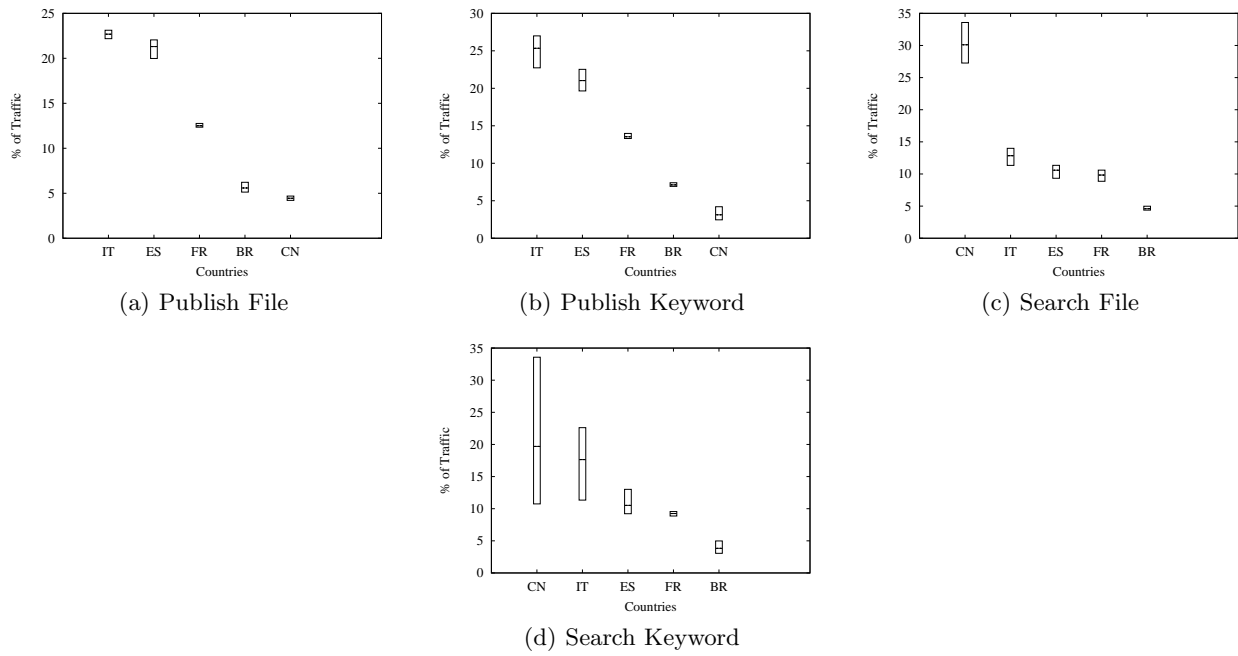 25
20
15
10
5
0
% of Traffic
IT ES FR BR CN
Countries
(a) Publish File
30
25
20
15
10
5
0
% of Traffic
IT ES FR BR CN
Countries
(b) Publish Keyword
35
30
25
20
15
10
5
0
% of Traffic
CN IT ES FR BR
Countries
(c) Search File
35
30
25
20
15
10
5
0
% of Traffic
CN IT ES FR BR
Countries
(d) Search Keyword